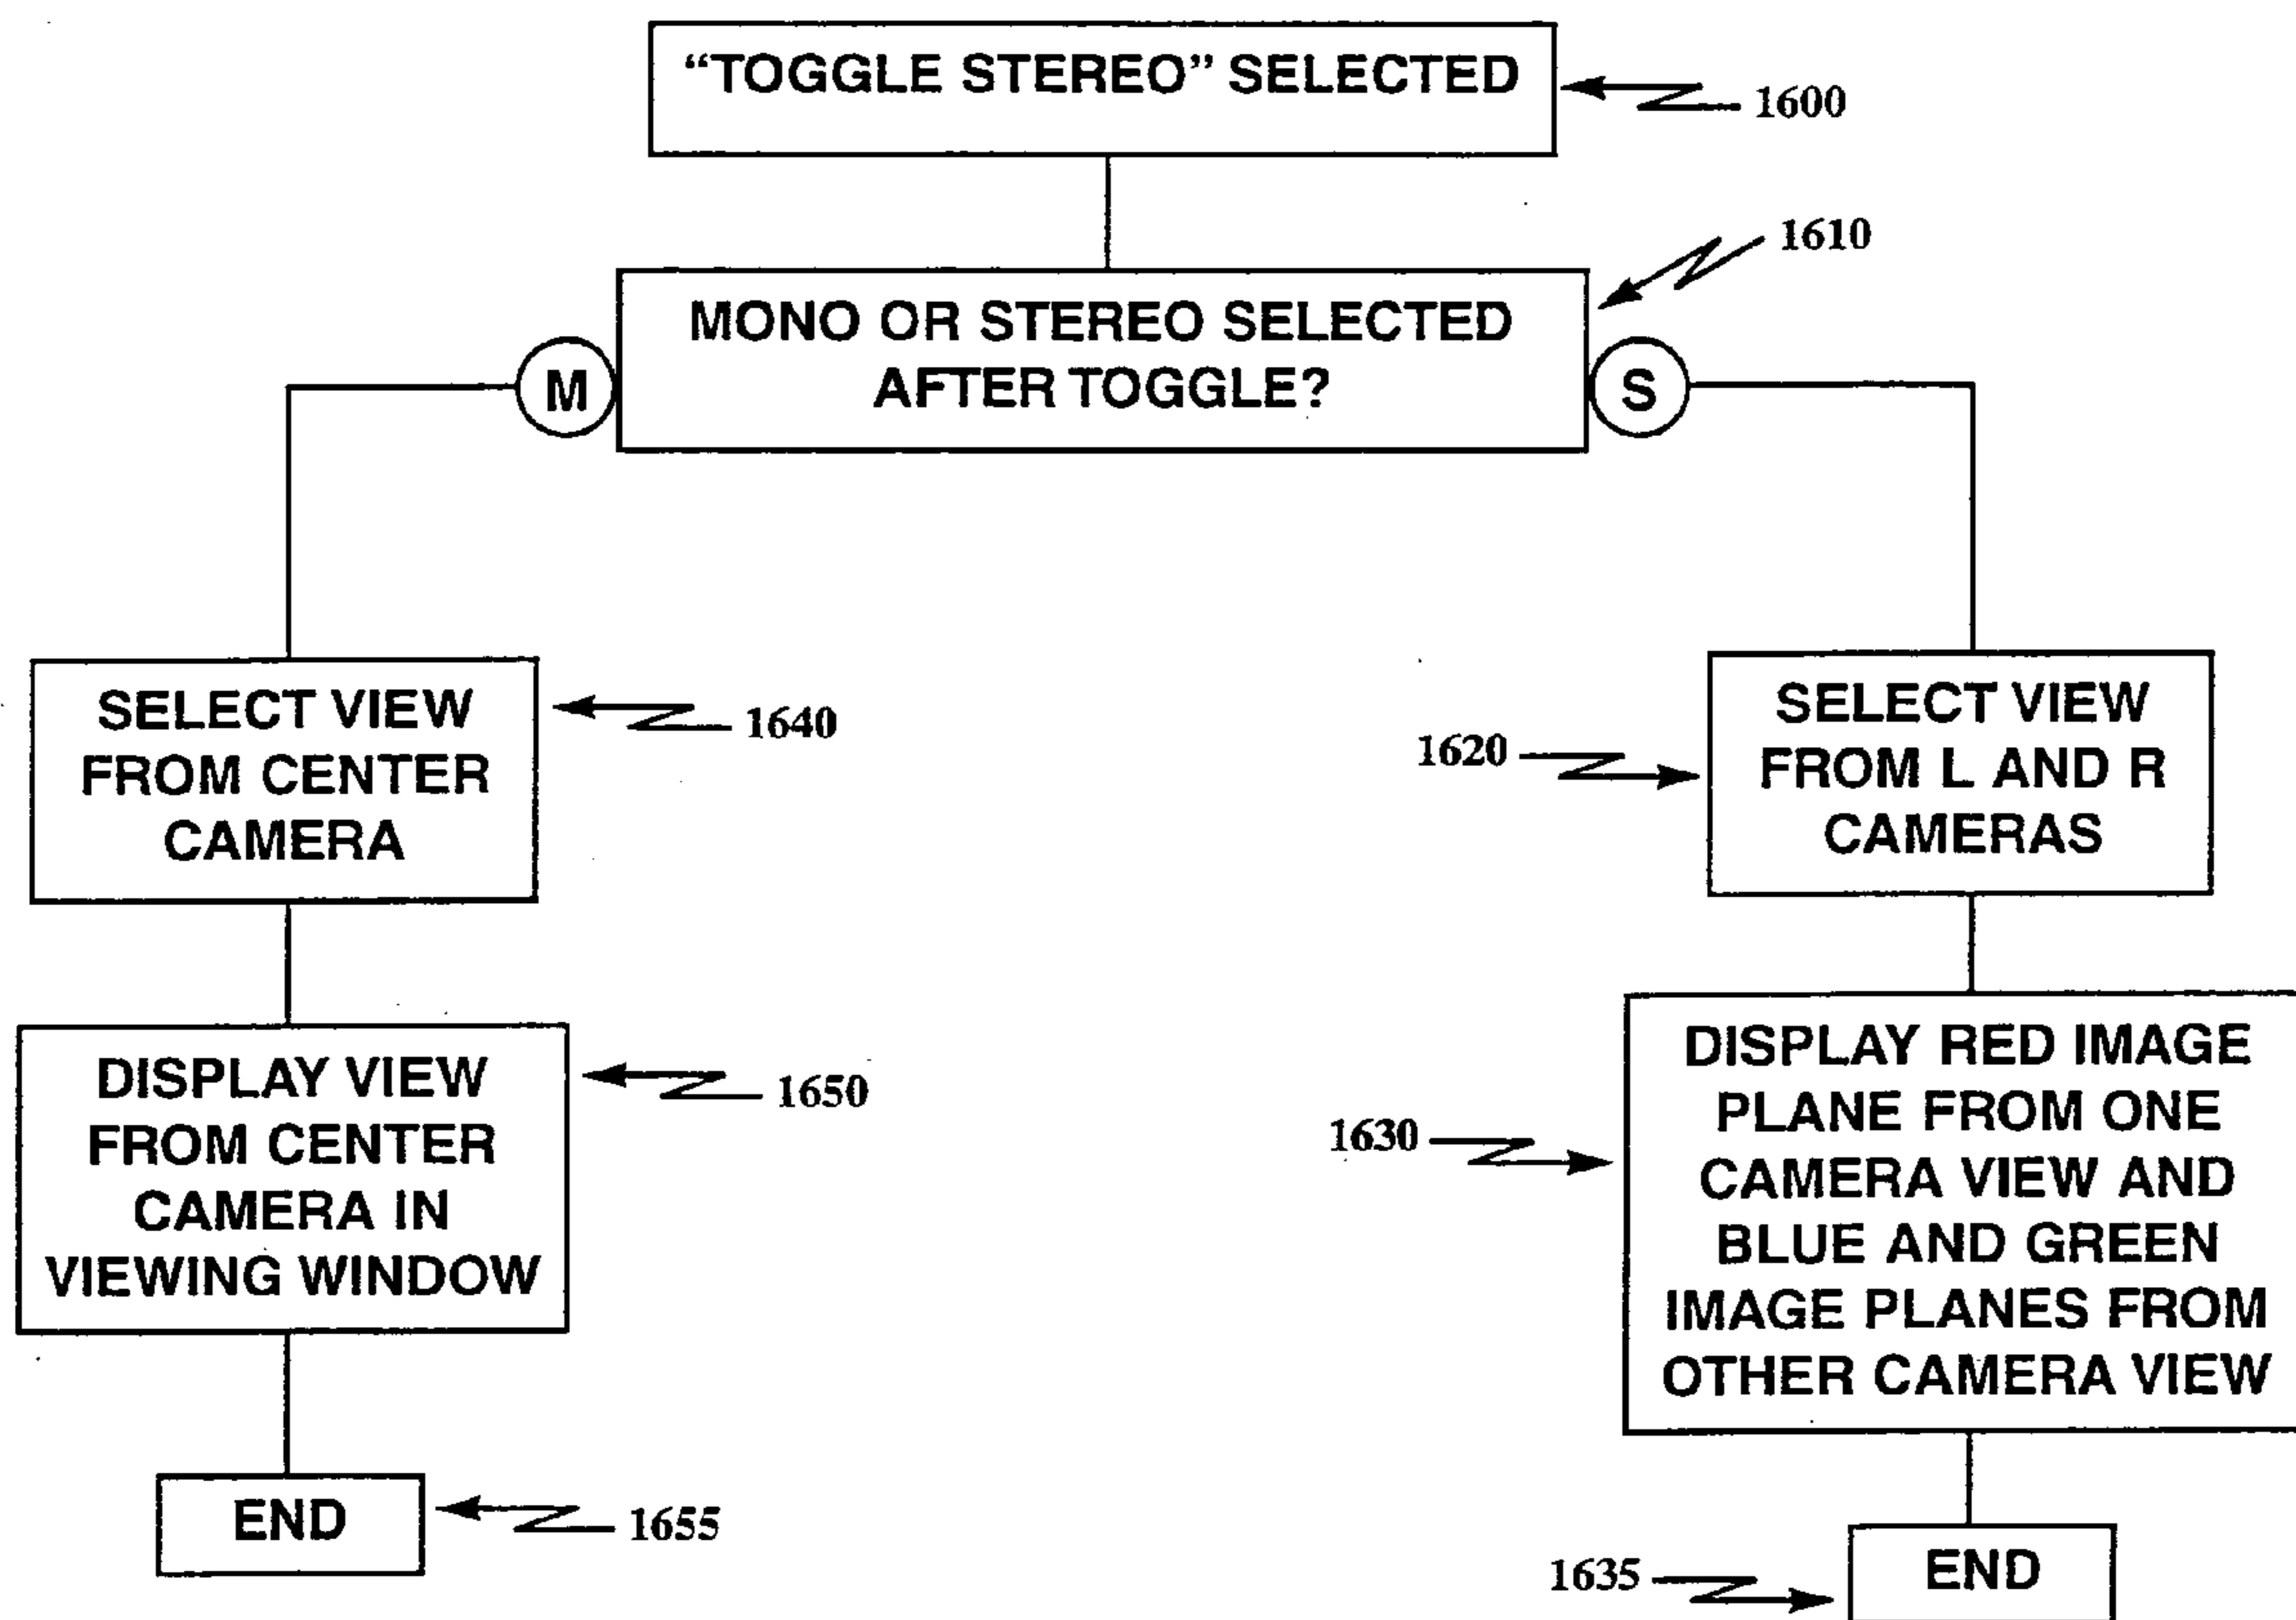 “TOGGLE STEREO” SELECTED
1600
1610
MONO OR STEREO SELECTED
AFTER TOGGLE?
M
S
SELECT VIEW
FROM CENTER
CAMERA
1640
SELECT VIEW
FROM L AND R
CAMERAS
1620
DISPLAY VIEW
FROM CENTER
CAMERA IN
VIEWING WINDOW
1650
DISPLAY RED IMAGE
PLANE FROM ONE
CAMERA VIEW AND
BLUE AND GREEN
IMAGE PLANES FROM
OTHER CAMERA VIEW
1630
END
1655
END
1635